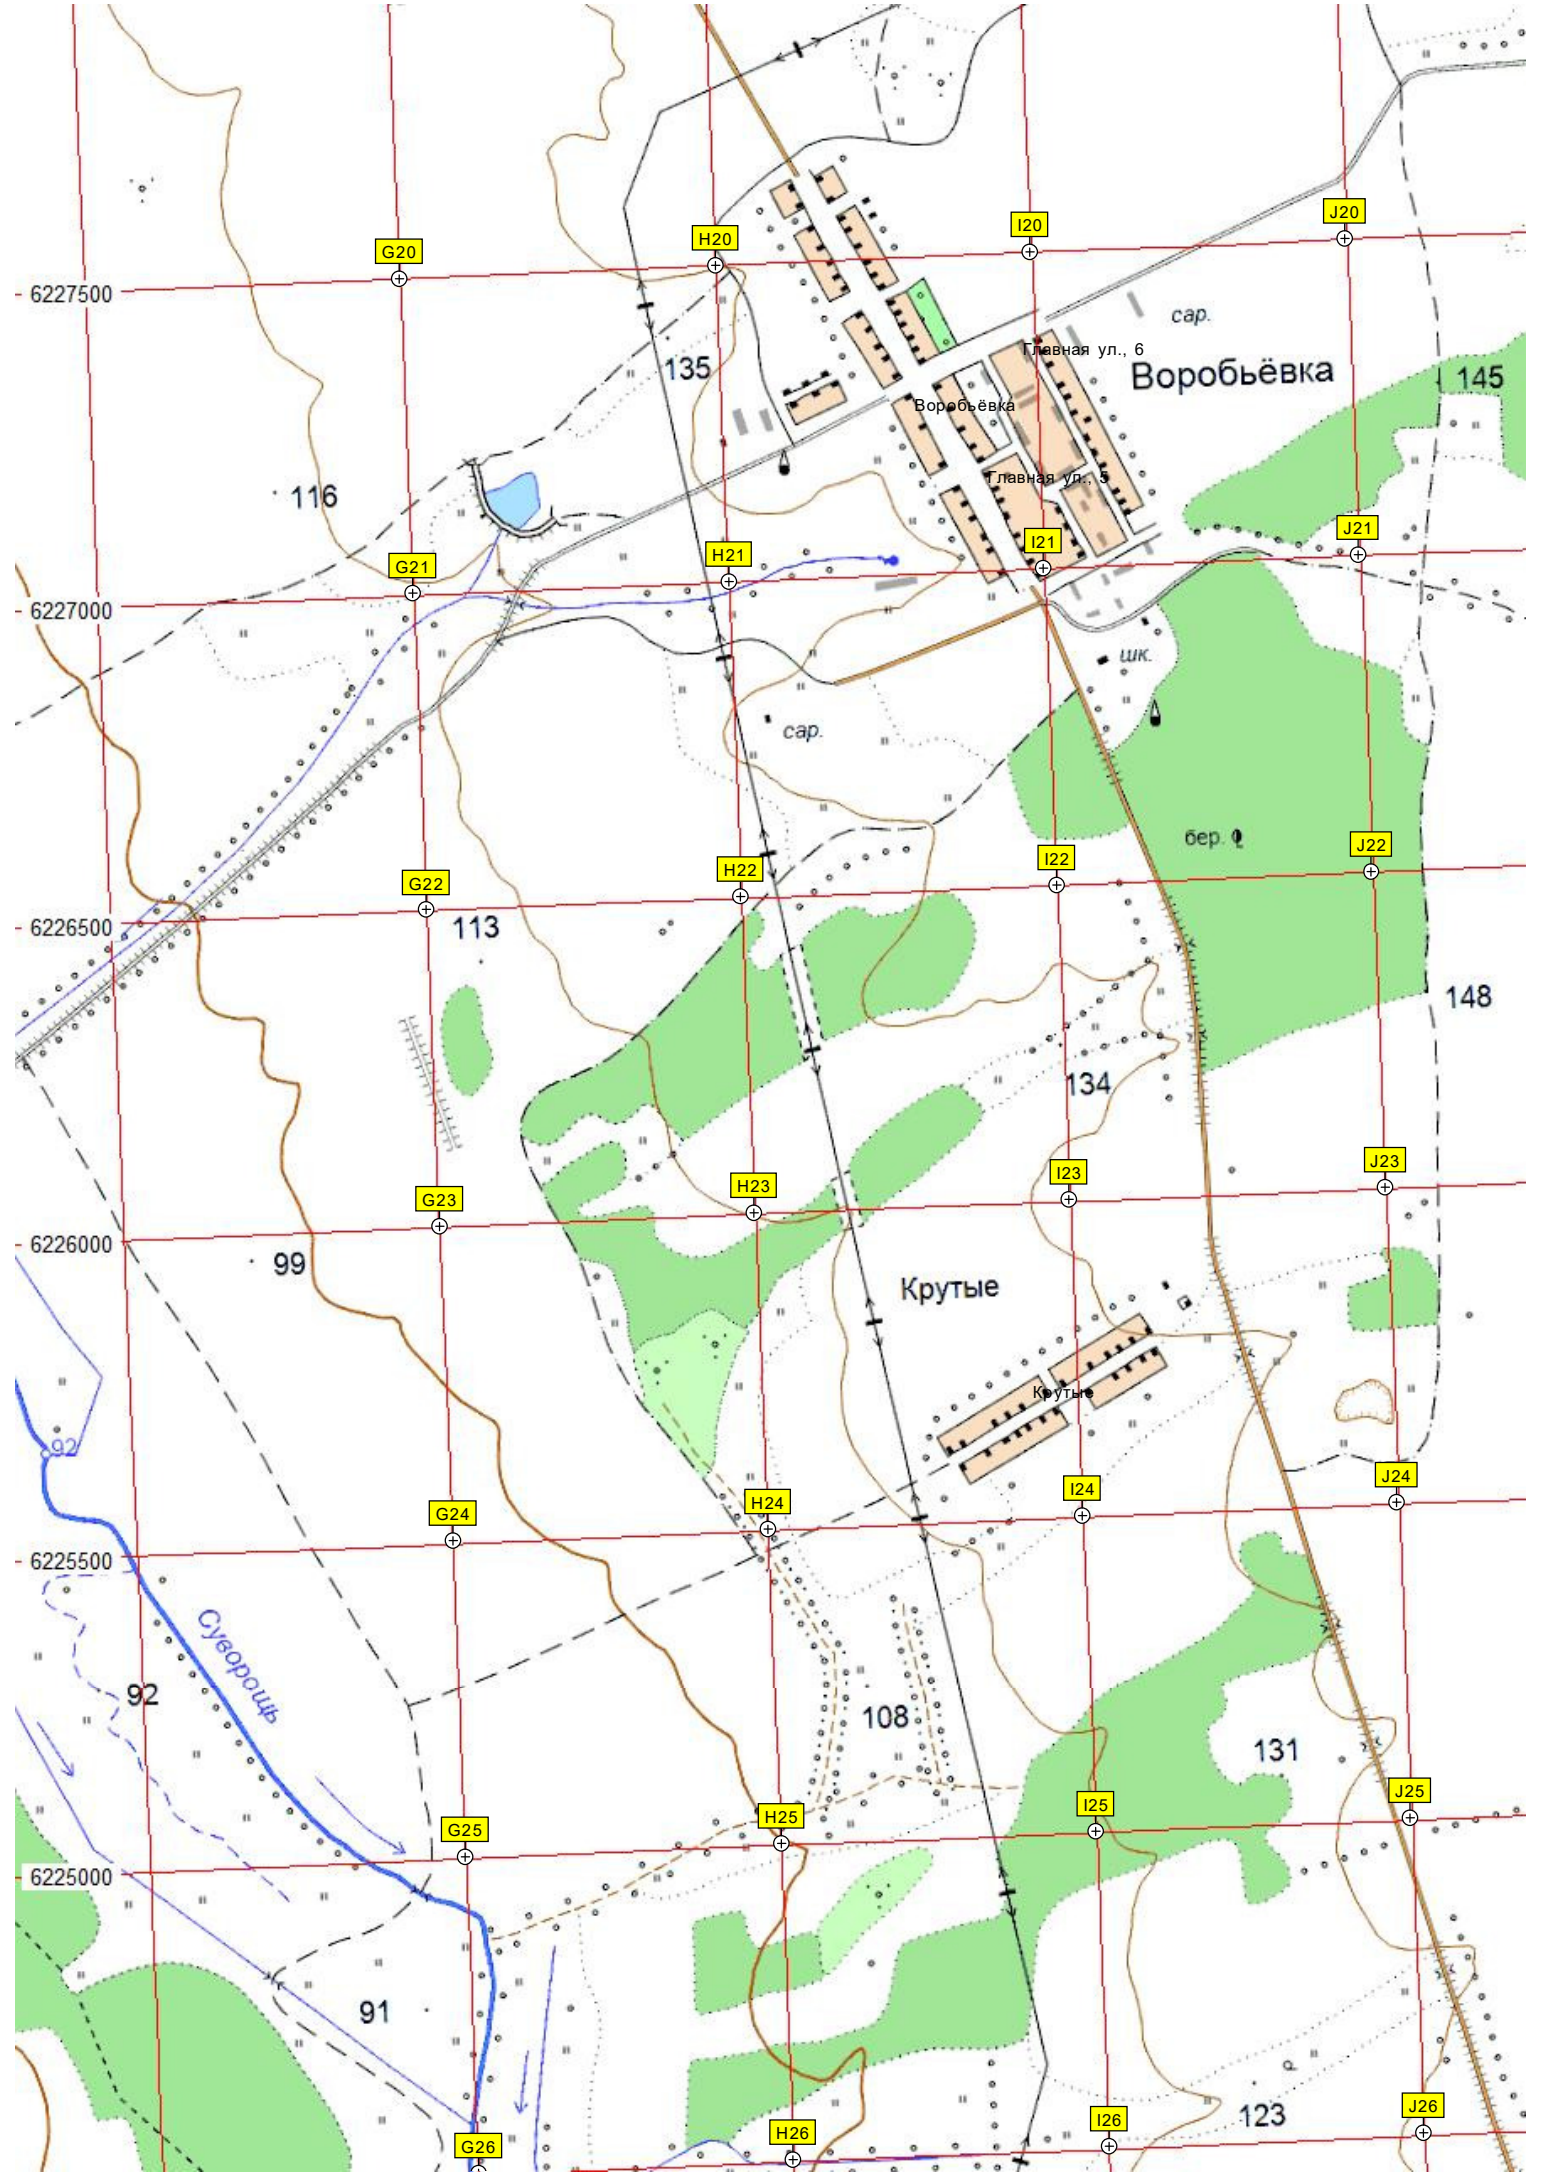 J20
I20
H20
G20
6227500
сар.
Главная ул., 6
135
Воробьёвка
145
Воробьёвка
Главная ул., 5
116
J21
I21
H21
G21
6227000
шк.
сар.
бер.
J22
I22
H22
G22
113
6226500
148
134
J23
I23
H23
G23
6226000
99
Крутые
Крутые
92
J24
I24
H24
G24
6225500
Суворощь
92
108
131
J25
I25
H25
G25
6225000
91
123
J26
I26
H26
G26